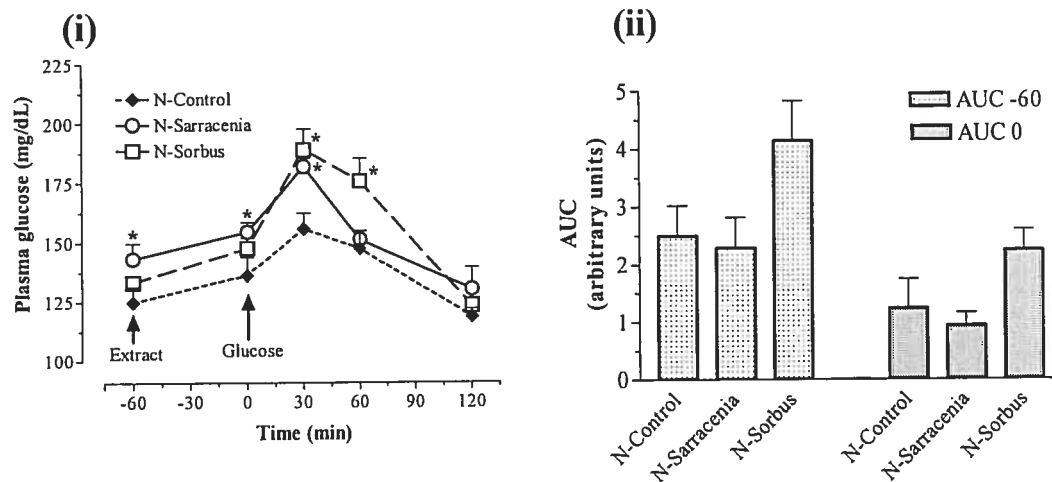 (i)
Plasma glucose (mg/dL)
225
200
175
150
125
100
N-Control
N-Sarracenia
N-Sorbus
*
*
*
*
*
Extract
Glucose
-60
-30
0
30
60
120
Time (min)
(ii)
AUC
(arbitrary units)
5
4
3
2
1
0
AUC -60
AUC 0
N-Control
N-Sarracenia
N-Sorbus
N-Control
N-Sarracenia
N-Sorbus